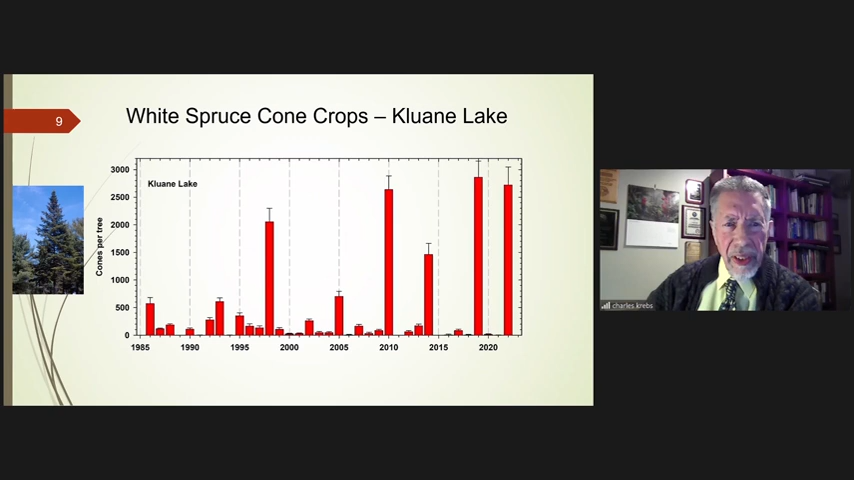 9
White Spruce Cone Crops – Kluane Lake
Kluane Lake
Cones per tree
3000
2500
2000
1500
1000
500
0
1985 1990 1995 2000 2005 2010 2015 2020
charles.krebs